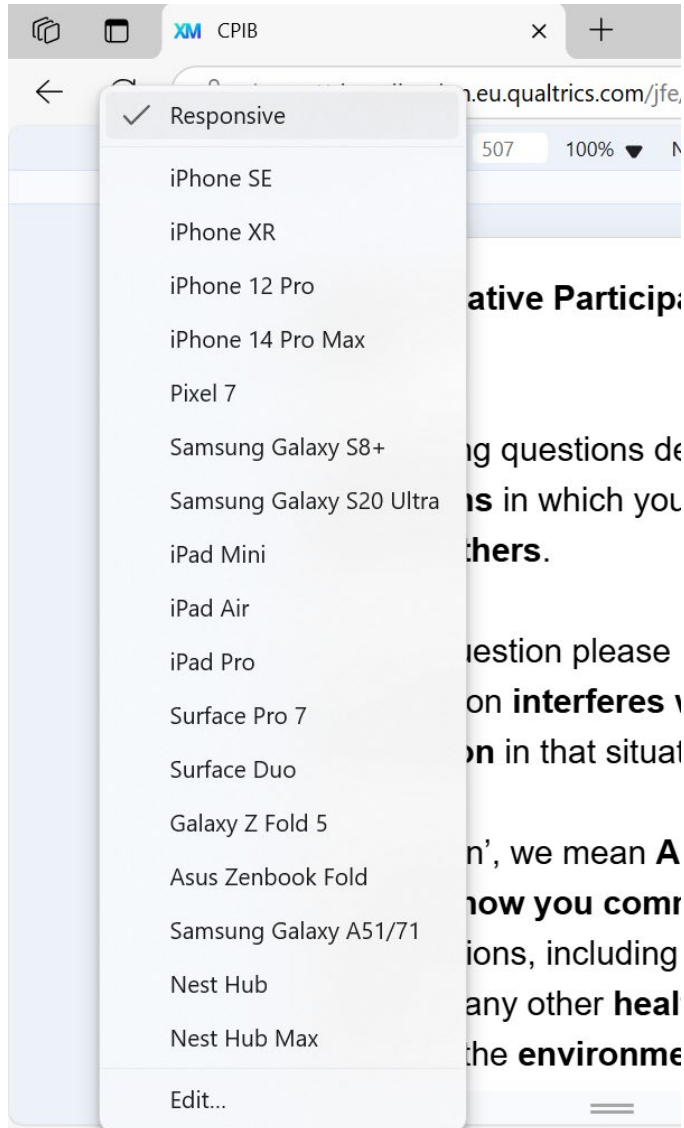 XM CPIB
.eu.qualtrics.com/jfe/
507 100%
Responsive
iPhone SE
iPhone XR
iPhone 12 Pro
ative Particip
iPhone 14 Pro Max
Pixel 7
Samsung Galaxy S8+
g questions de
Samsung Galaxy S20 Ultra
s in which you
iPad Mini
thers.
iPad Air
iPad Pro
estion please
Surface Pro 7
on interferes
Surface Duo
n in that situat
Galaxy Z Fold 5
n’, we mean A
Asus Zenbook Fold
how you comm
Samsung Galaxy A51/71
ions, including
Nest Hub
any other heal
Nest Hub Max
the environme
Edit...